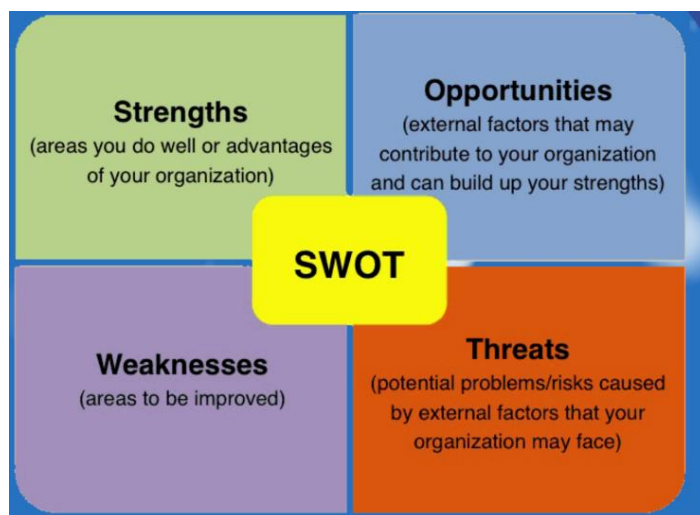 Strengths
(areas you do well or advantages
of your organization)
Opportunities
(external factors that may
contribute to your organization
and can build up your strengths)
SWOT
Weaknesses
(areas to be improved)
Threats
(potential problems/risks caused
by external factors that your
organization may face)